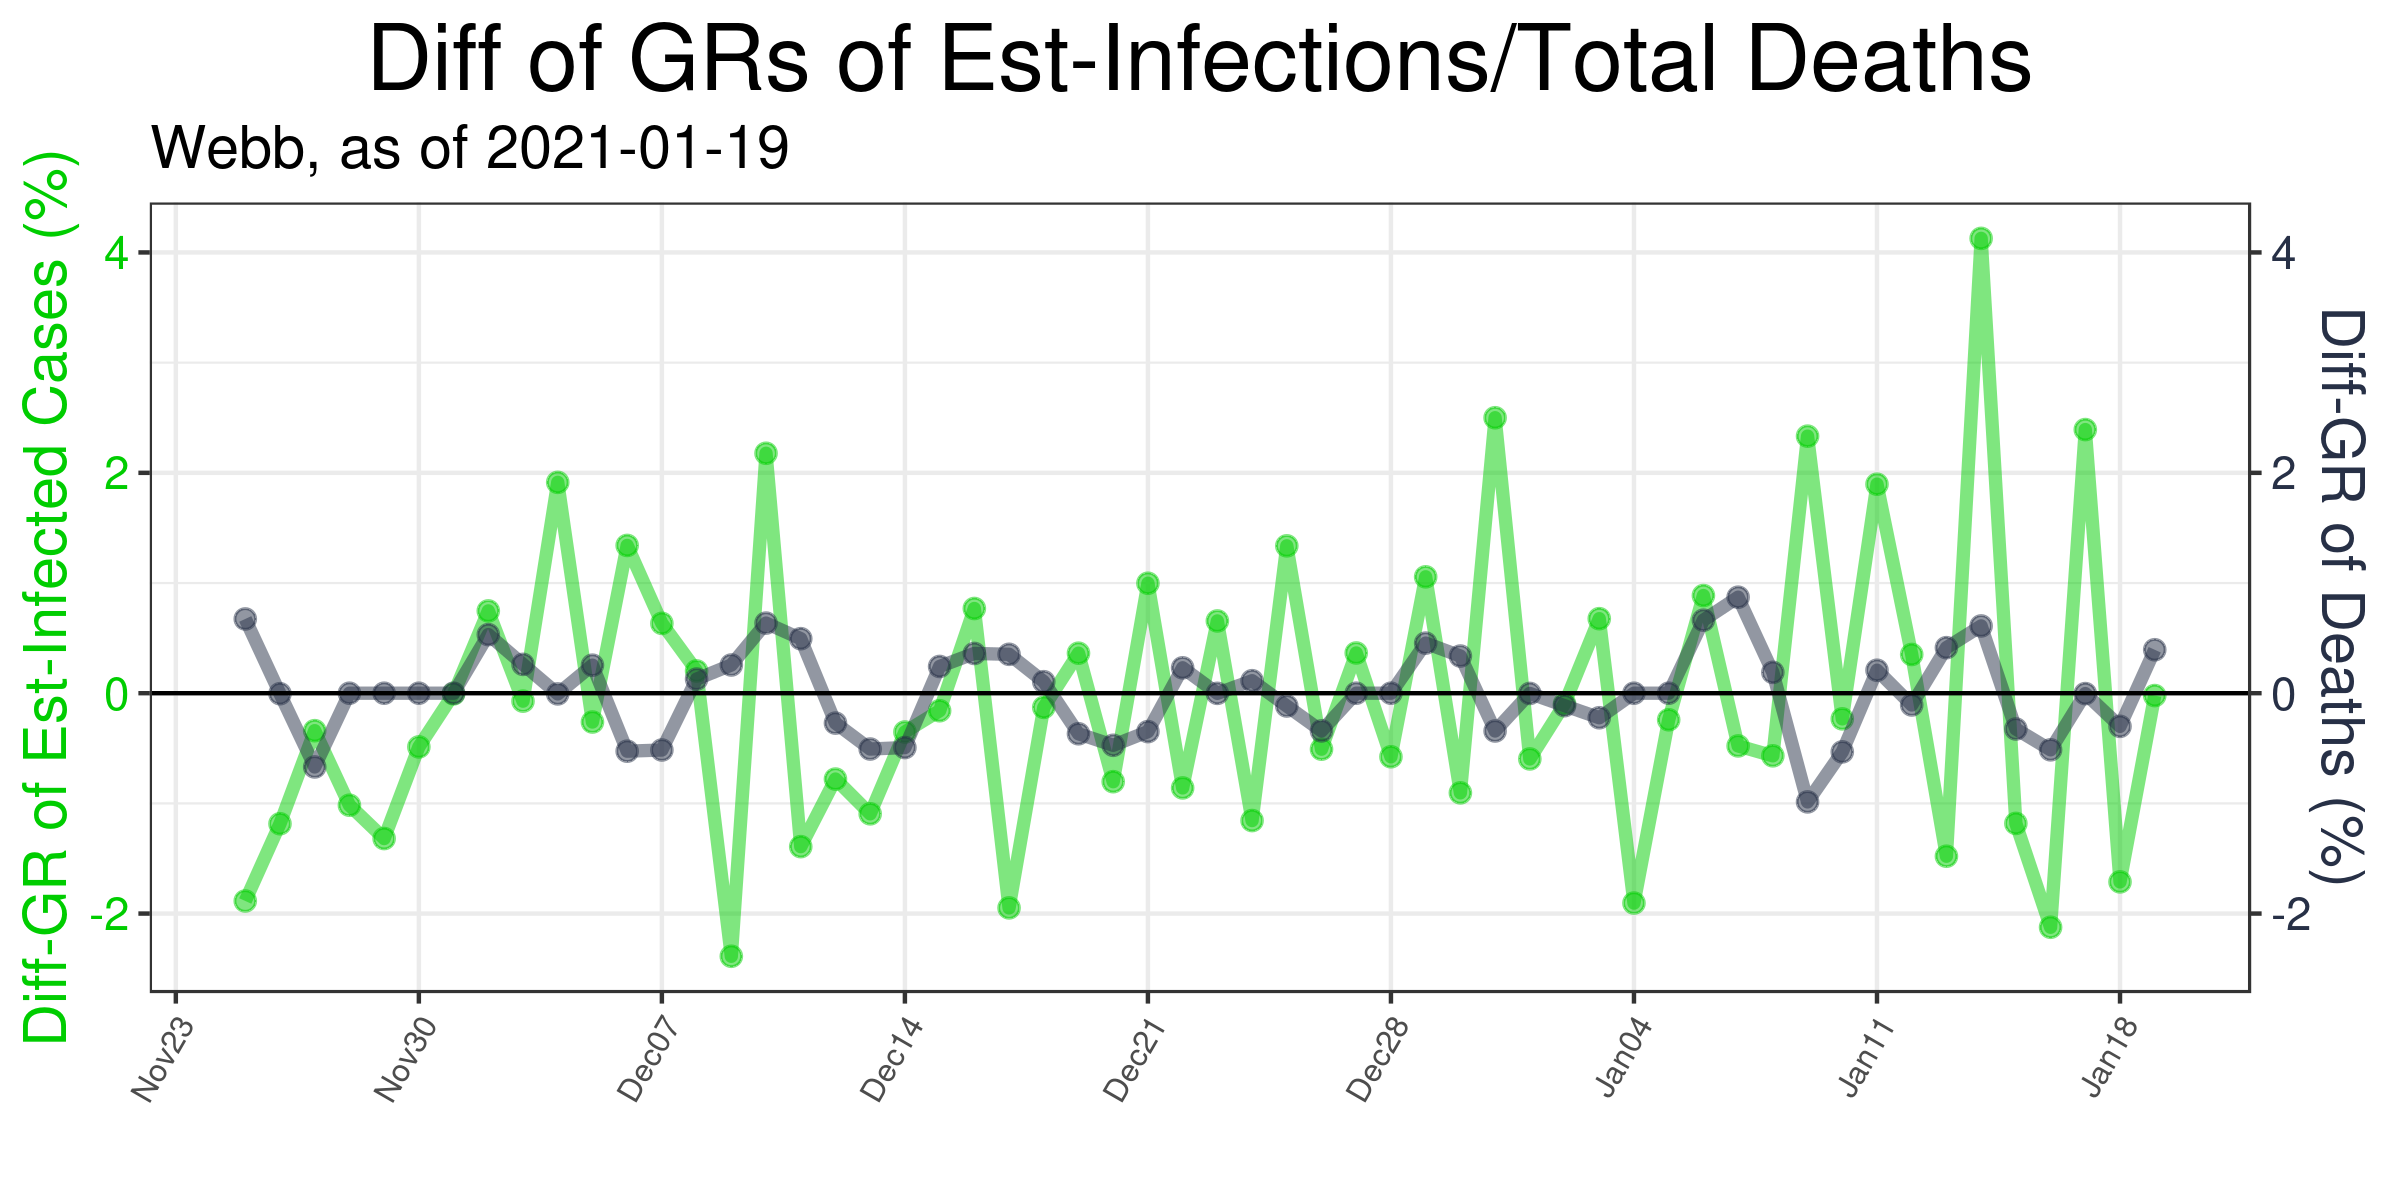 Diff of GRs of Est-Infections/Total Deaths
Webb, as of 2021-01-19
Diff-GR of Est-Infected Cases (%)
4
2
0
-2
4
2
0
-2
Diff-GR of Deaths (%)
Nov23
Nov30
Dec07
Dec14
Dec21
Dec28
Jan04
Jan11
Jan18